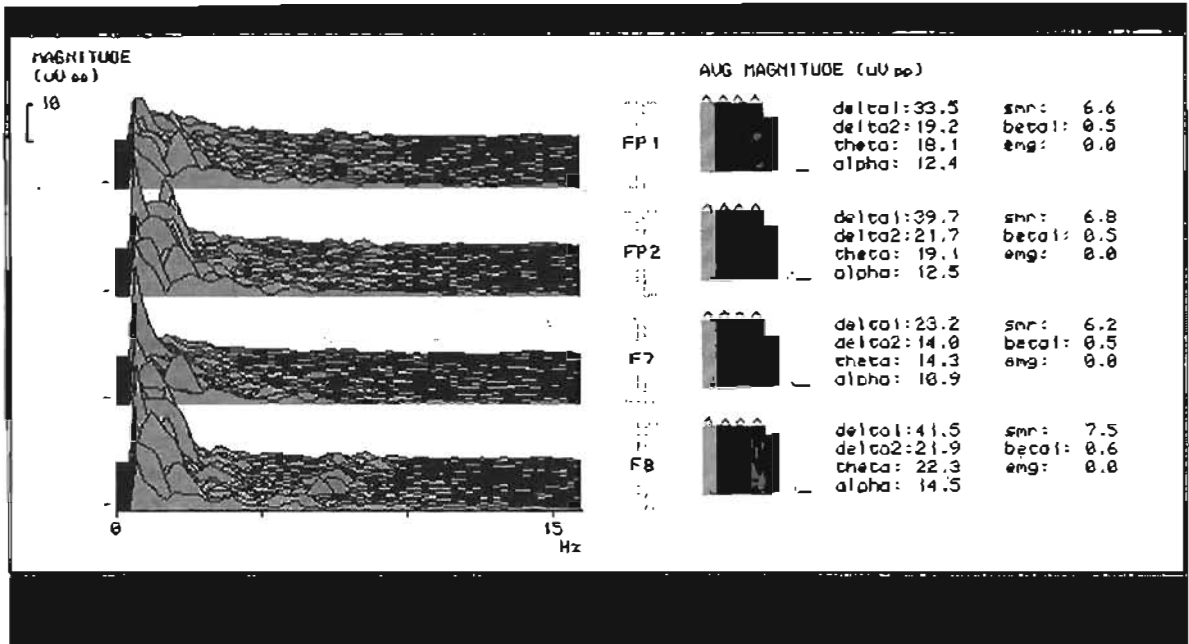 MAGNITUDE
(uV pp)
10
AVG MAGNITUDE (uV pp)
FP1
delta1:33.5 smr: 6.6
delta2:19.2 beta1: 0.5
theta: 18.1 emg: 0.0
alpha: 12.4
FP2
delta1:39.7 smr: 6.8
delta2:21.7 beta1: 0.5
theta: 19.1 emg: 0.0
alpha: 12.5
F7
delta1:23.2 smr: 6.2
delta2:14.0 beta1: 0.5
theta: 14.3 emg: 0.0
alpha: 10.9
F8
delta1:41.5 smr: 7.5
delta2:21.9 beta1: 0.6
theta: 22.3 emg: 0.0
alpha: 14.5
0 15
Hz